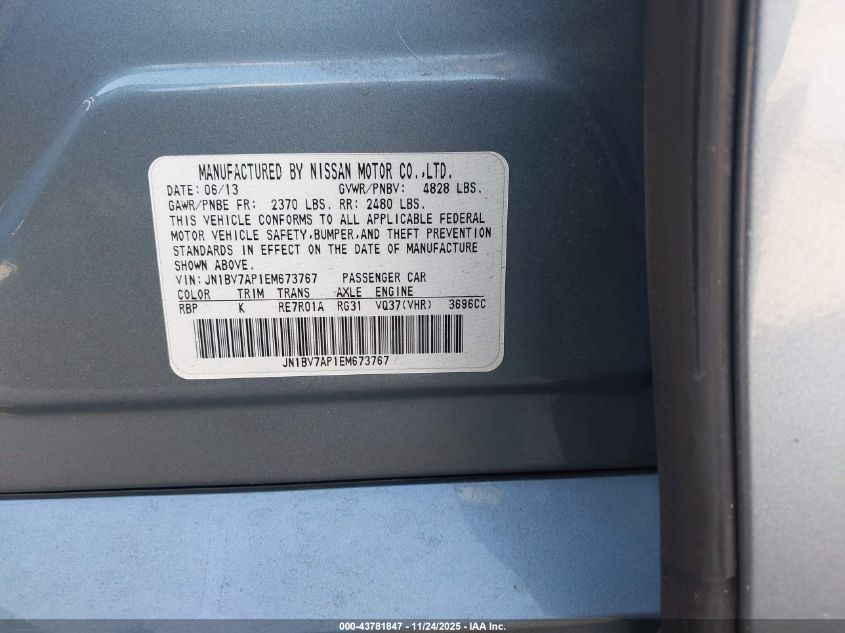 MANUFACTURED BY NISSAN MOTOR CO.,LTD.
DATE: 06/13 GVWR/PNBV: 4828 LBS.
GAWR/PNBE FR: 2370 LBS. RR: 2480 LBS.
THIS VEHICLE CONFORMS TO ALL APPLICABLE FEDERAL
MOTOR VEHICLE SAFETY,BUMPER,AND THEFT PREVENTION
STANDARDS IN EFFECT ON THE DATE OF MANUFACTURE
SHOWN ABOVE.
VIN: JN1BV7AP1EM673767 PASSENGER CAR
COLOR TRIM TRANS AXLE ENGINE
RBP K RE7R01A RG31 VQ37(VHR) 3696CC
JN1BV7AP1EM673767
000-43781847 - 11/24/2025 - IAA Inc.